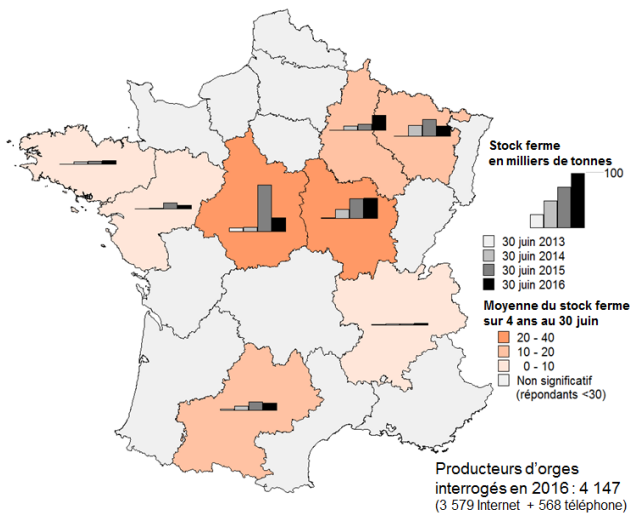 Stock ferme
en milliers de tonnes
100
30 juin 2013
30 juin 2014
30 juin 2015
30 juin 2016
Moyenne du stock ferme
sur 4 ans au 30 juin
20 - 40
10 - 20
0 - 10
Non significatif
(répondants <30)
Producteurs d'orges
interrogés en 2016 : 4 147
(3 579 Internet + 568 téléphone)